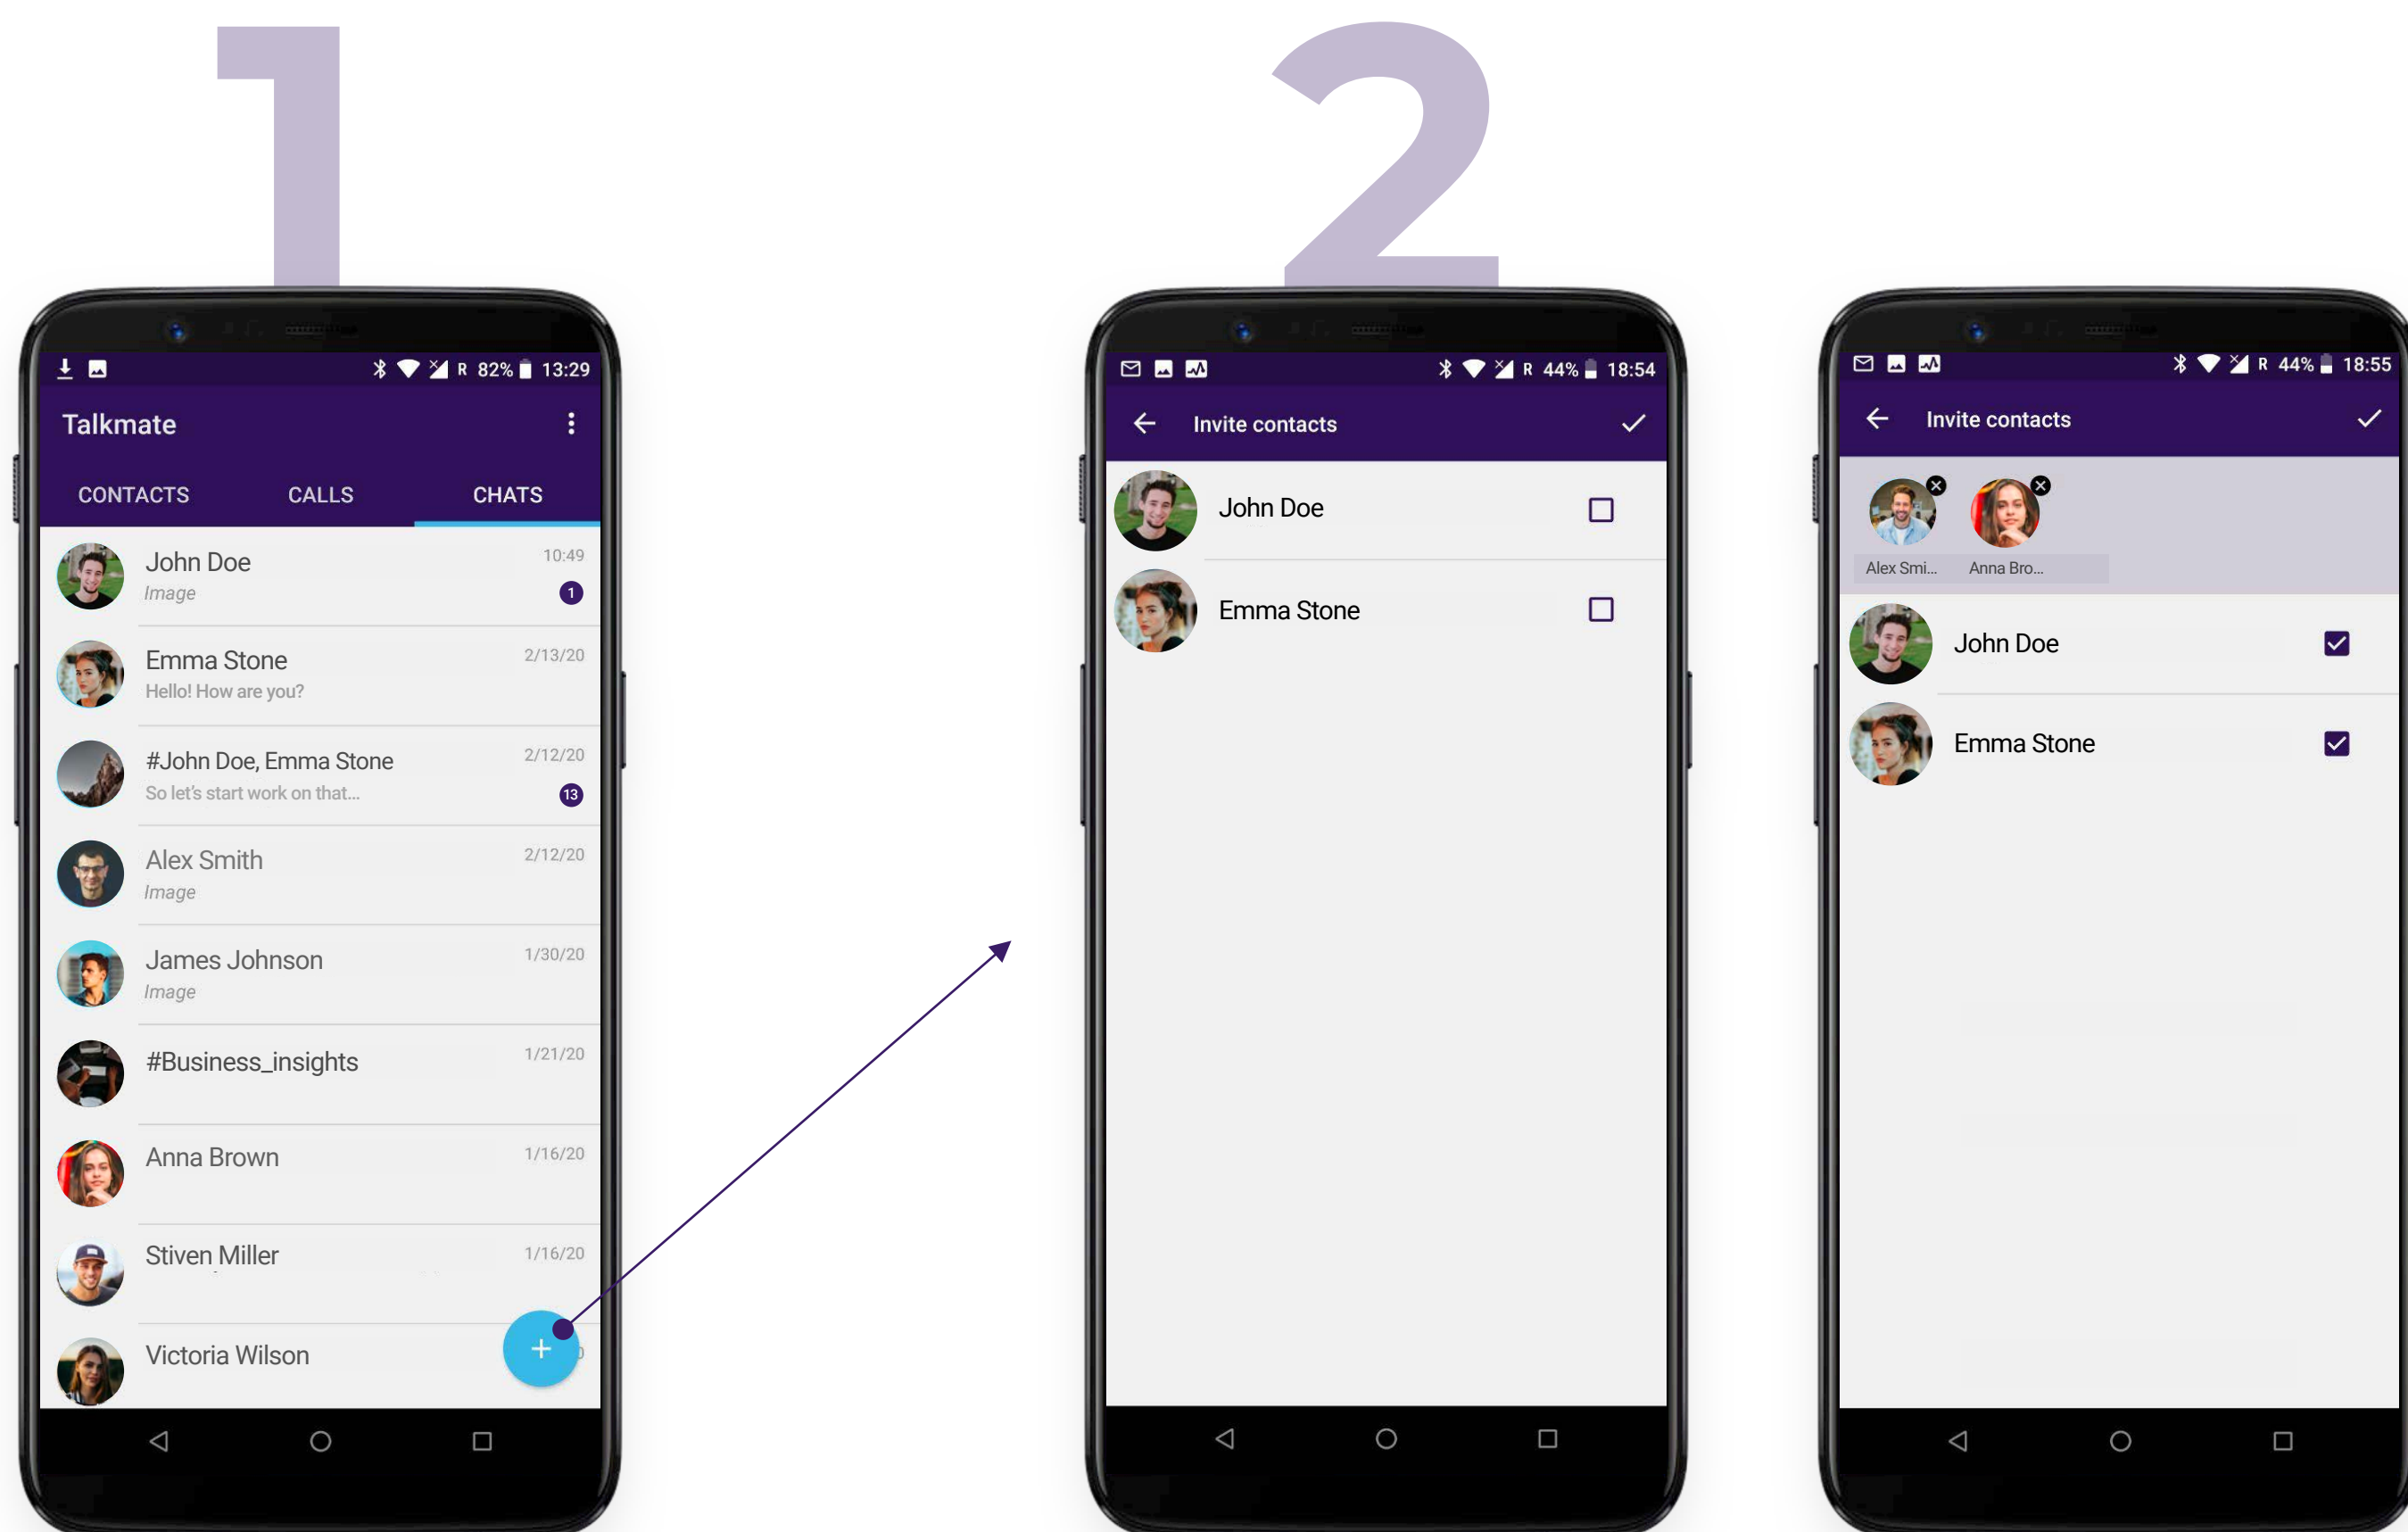 1
2
R 82% 13:29
Talkmate
CONTACTS CALLS CHATS
John Doe 10:49
Image 1
Emma Stone 2/13/20
Hello! How are you?
#John Doe, Emma Stone 2/12/20
So let's start work on that... 13
Alex Smith 2/12/20
Image
James Johnson 1/30/20
Image
#Business_insights 1/21/20
Anna Brown 1/16/20
Stiven Miller 1/16/20
Victoria Wilson
R 44% 18:54
Invite contacts
John Doe
Emma Stone
R 44% 18:55
Invite contacts
Alex Smi... Anna Bro...
John Doe
Emma Stone